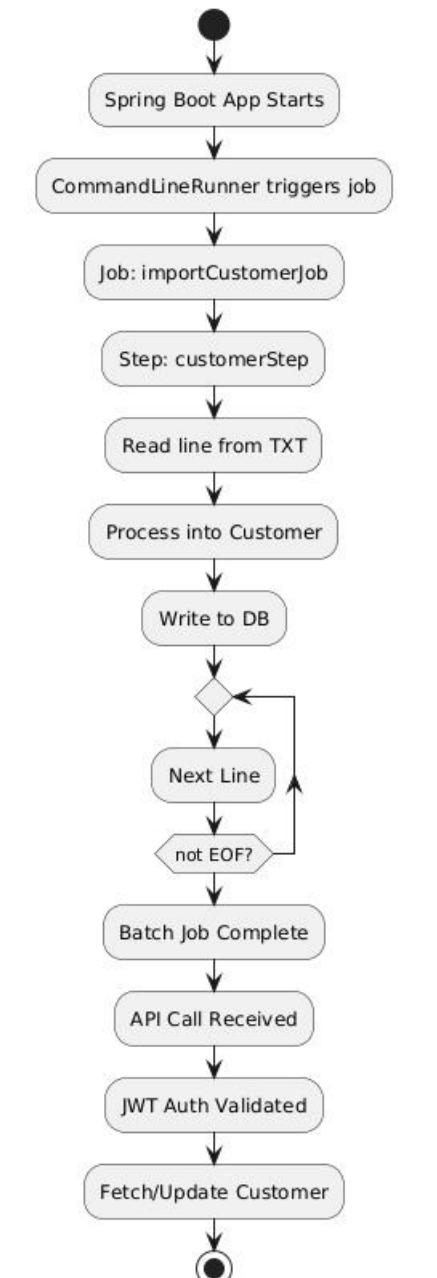 Spring Boot App Starts
CommandLineRunner triggers job
Job: importCustomerJob
Step: customerStep
Read line from TXT
Process into Customer
Write to DB
Next Line
not EOF?
Batch Job Complete
API Call Received
JWT Auth Validated
Fetch/Update Customer